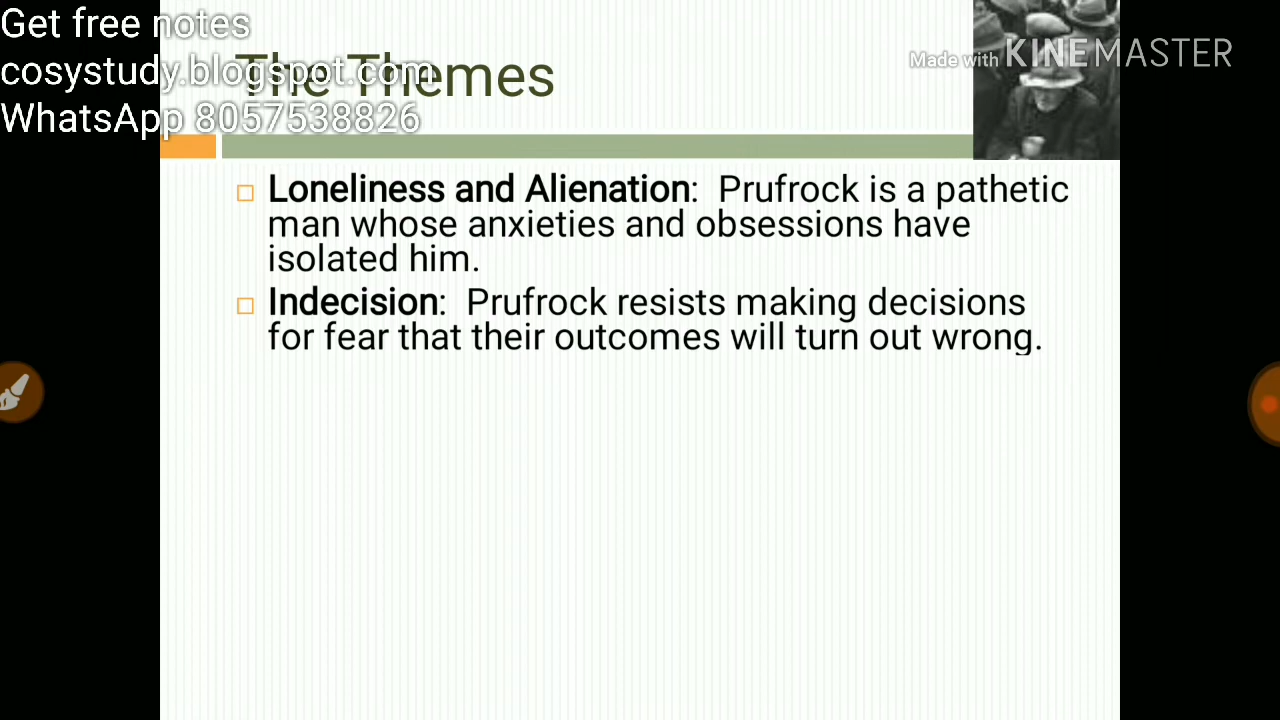 Get free notes
cosystudy.blogspot.com
WhatsApp 8057538826
The Themes
Made with KINEMASTER
Loneliness and Alienation: Prufrock is a pathetic
man whose anxieties and obsessions have
isolated him.
Indecision: Prufrock resists making decisions
for fear that their outcomes will turn out wrong.